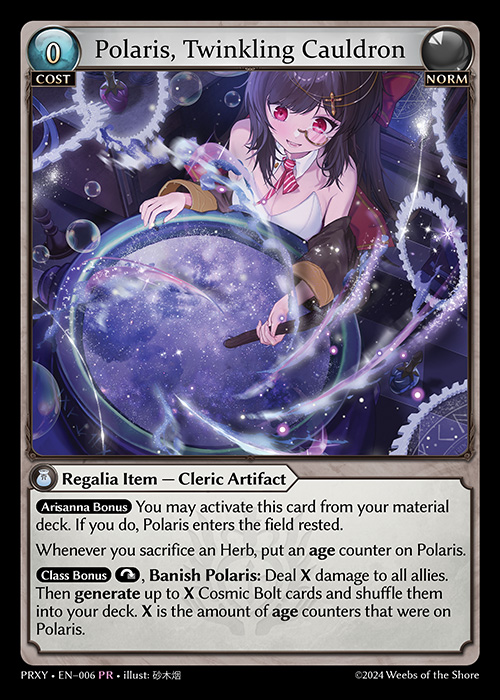 0
COST
Polaris, Twinkling Cauldron
NORM
Regalia Item — Cleric Artifact
Arisanna Bonus You may activate this card from your material
deck. If you do, Polaris enters the field rested.
Whenever you sacrifice an Herb, put an age counter on Polaris.
Class Bonus , Banish Polaris: Deal X damage to all allies.
Then generate up to X Cosmic Bolt cards and shuffle them
into your deck. X is the amount of age counters that were on
Polaris.
PRXY • EN–006 PR • illust: 砂木烟
©2024 Weebs of the Shore